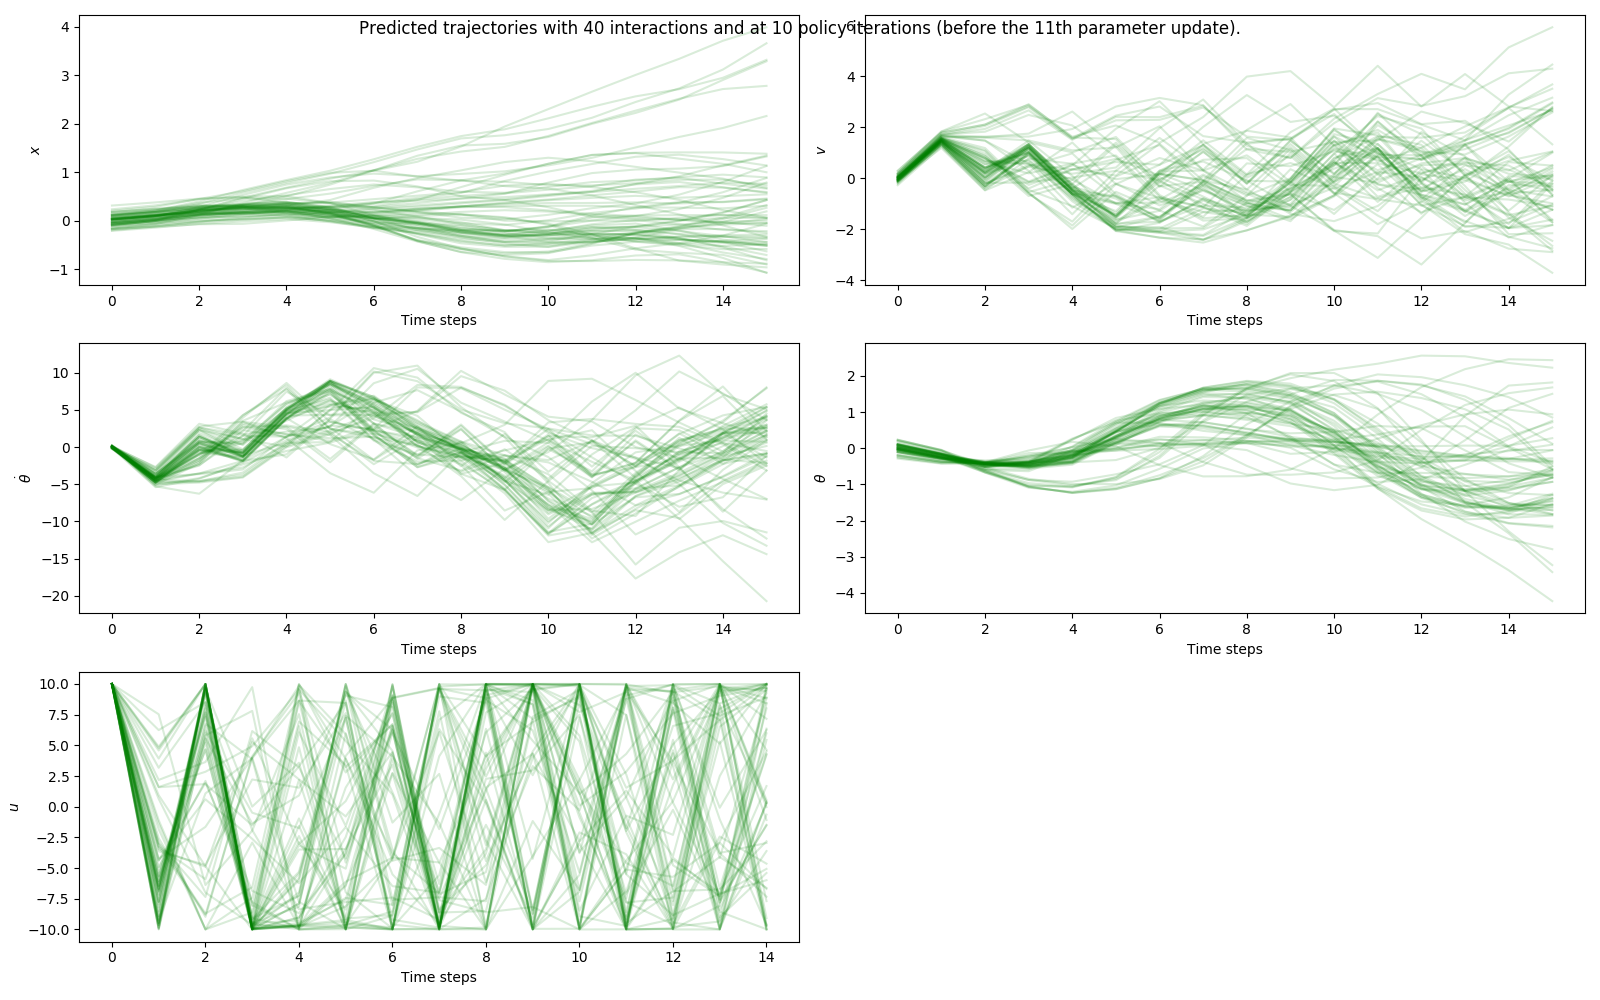 Predicted trajectories with 40 interactions and at 10 policy iterations (before the 11th parameter update).
4
3
2
1
0
−1
x
0 2 4 6 8 10 12 14
Time steps
6
4
2
0
−2
−4
v
0 2 4 6 8 10 12 14
Time steps
10
5
0
−5
−10
−15
−20
θ̇
0 2 4 6 8 10 12 14
Time steps
2
1
0
−1
−2
−3
−4
θ
0 2 4 6 8 10 12 14
Time steps
10.0
7.5
5.0
2.5
0.0
−2.5
−5.0
−7.5
−10.0
u
0 2 4 6 8 10 12 14
Time steps